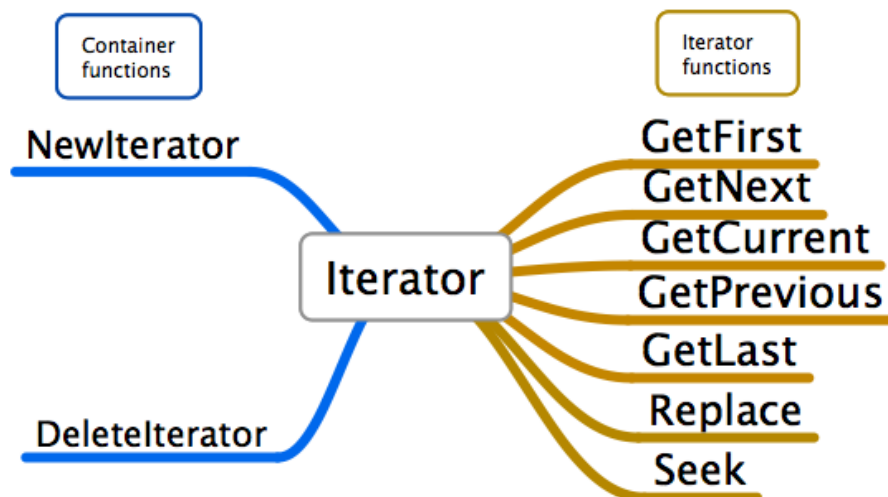 Container
functions
Iterator
functions
NewIterator
DeleteIterator
Iterator
GetFirst
GetNext
GetCurrent
GetPrevious
GetLast
Replace
Seek